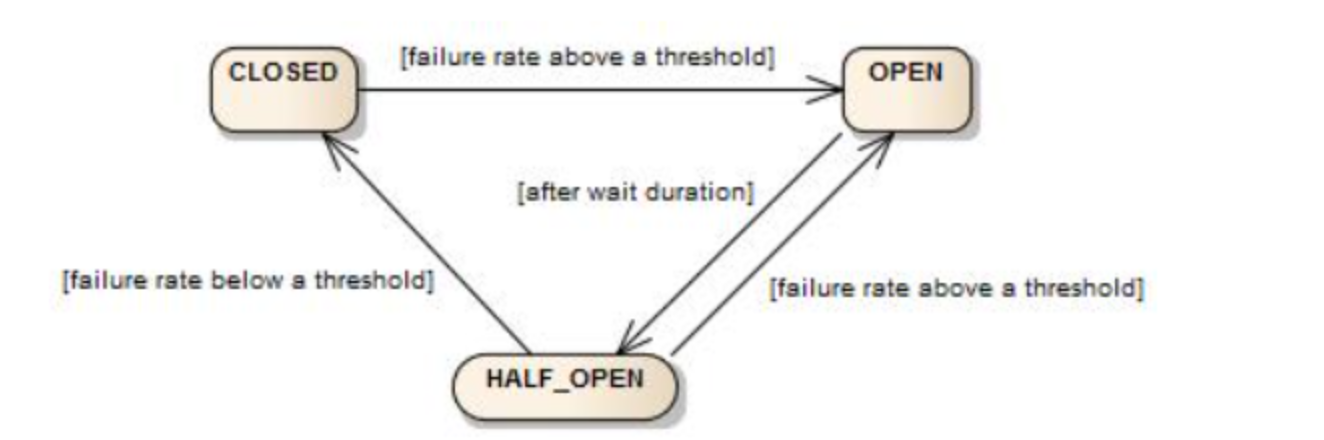 [failure rate above a threshold]
CLOSED
OPEN
[after wait duration]
[failure rate below a threshold]
[failure rate above a threshold]
HALF_OPEN